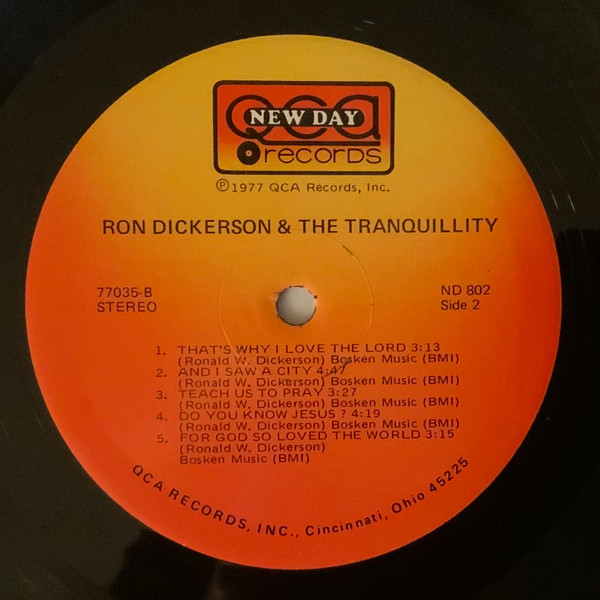 QCA
NEW DAY
records
℗1977 QCA Records, Inc.
RON DICKERSON & THE TRANQUILLITY
77035-B
STEREO
ND 802
Side 2
1. THAT'S WHY I LOVE THE LORD 3:13
(Ronald W. Dickerson) Bosken Music (BMI)
2. AND I SAW A CITY 4:47
(Ronald W. Dickerson) Bosken Music (BMI)
3. TEACH US TO PRAY 3:27
(Ronald W. Dickerson) Bosken Music (BMI)
4. DO YOU KNOW JESUS ? 4:19
(Ronald W. Dickerson) Bosken Music (BMI)
5. FOR GOD SO LOVED THE WORLD 3:15
(Ronald W. Dickerson)
Bosken Music (BMI)
QCA RECORDS, INC., Cincinnati, Ohio 45225